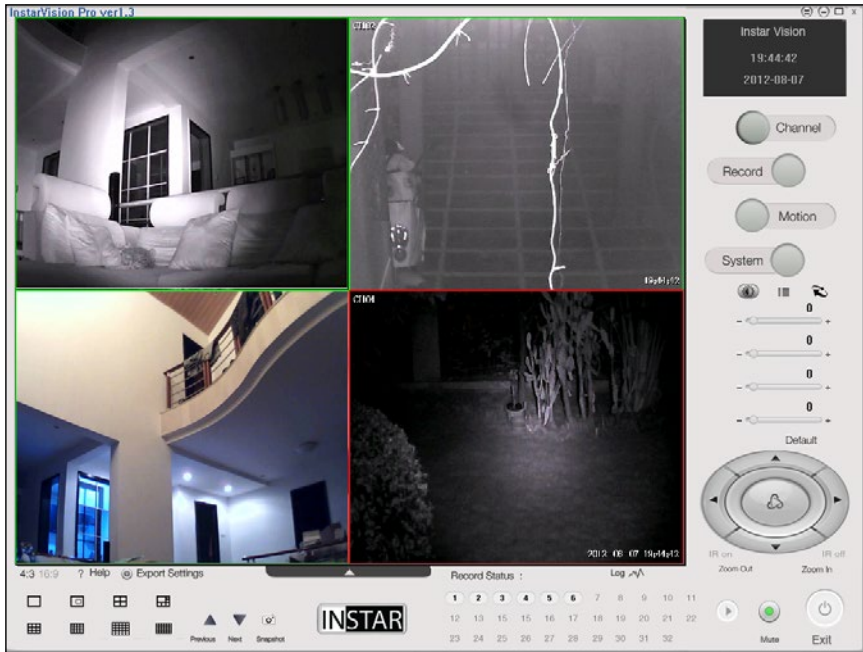 InstarVision Pro ver1.3
Instar Vision
19:44:42
2012-08-07
Channel
Record
Motion
System
0
0
0
0
Default
IR on IR off
Zoom Out Zoom In
CH02
19:44:42
CH04
2012 08 07 19:44:42
4:3 16:9 ? Help Export Settings
Previous Next Snapshot
INSTAR
Record Status : Log
1 2 3 4 5 6 7 8 9 10 11
12 13 15 15 16 17 18 19 20 21 22
23 24 25 26 27 28 29 30 31 32
Mute
Exit